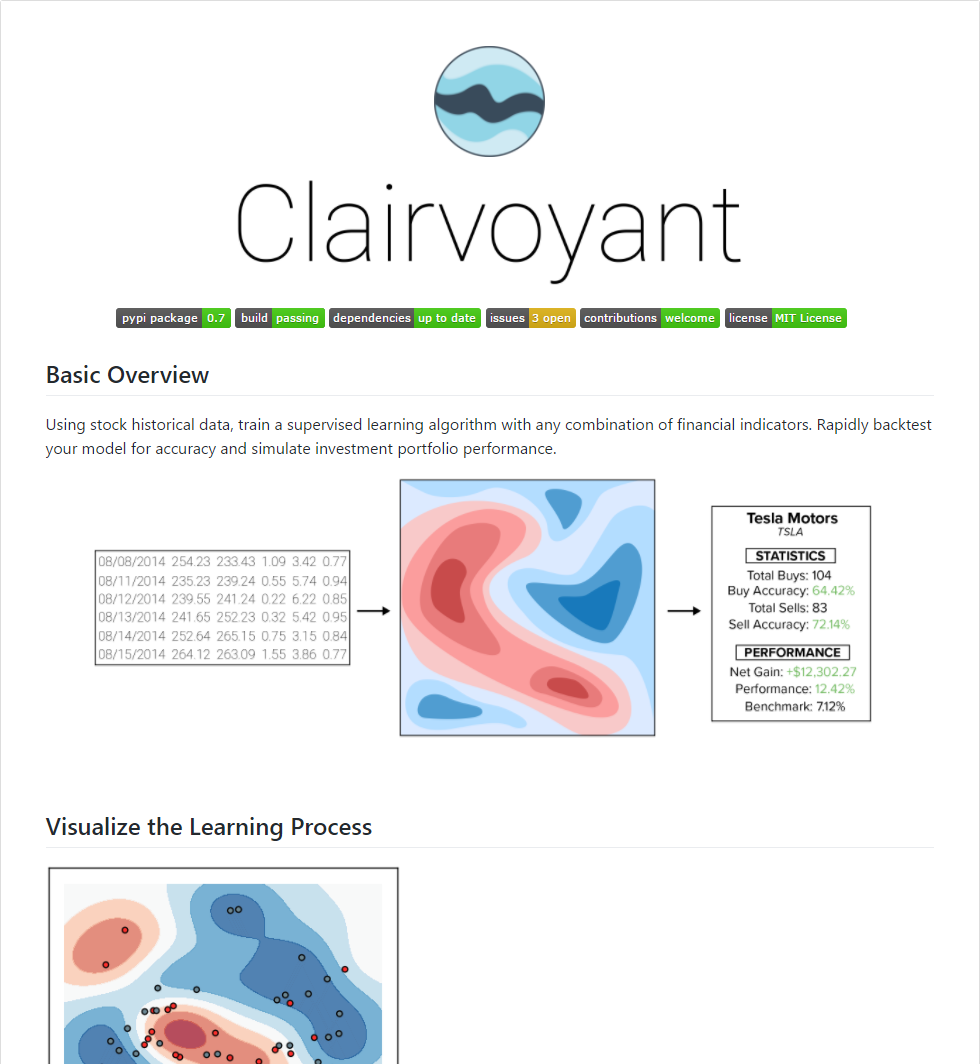 Clairvoyant
pypi package 0.7 build passing dependencies up to date issues 3 open contributions welcome license MIT License
Basic Overview
Using stock historical data, train a supervised learning algorithm with any combination of financial indicators. Rapidly backtest
your model for accuracy and simulate investment portfolio performance.
08/08/2014 254.23 233.43 1.09 3.42 0.77
08/11/2014 235.23 239.24 0.55 5.74 0.94
08/12/2014 239.55 241.24 0.22 6.22 0.85
08/13/2014 241.65 252.23 0.32 5.42 0.95
08/14/2014 252.64 265.15 0.75 3.15 0.84
08/15/2014 264.12 263.09 1.55 3.86 0.77
Tesla Motors
TSLA
STATISTICS
Total Buys: 104
Buy Accuracy: 64.42%
Total Sells: 83
Sell Accuracy: 72.14%
PERFORMANCE
Net Gain: +$12,302.27
Performance: 12.42%
Benchmark: 7.12%
Visualize the Learning Process